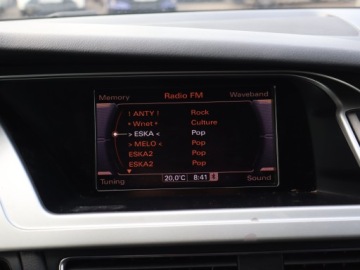 Memory Radio FM Waveband
! ANTY ! Rock
* Wnet * Culture
> ESKA < Pop
> MELO < Pop
ESKA2 Pop
ESKA2 Pop
Tuning 20,0°C 8:41 Sound